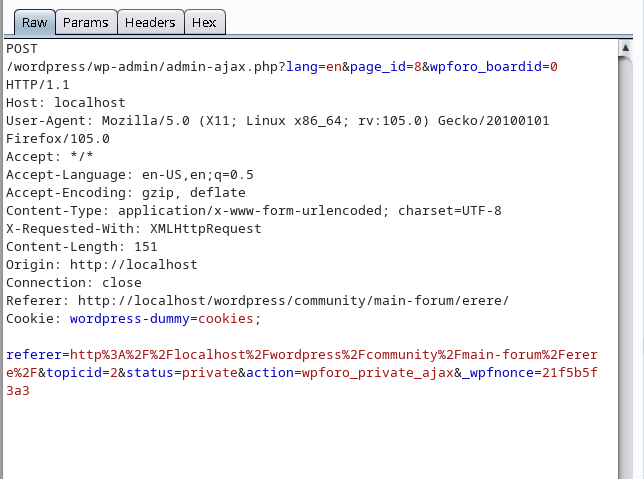 Raw Params Headers Hex
POST
/wordpress/wp-admin/admin-ajax.php?lang=en&page_id=8&wpforo_boardid=0
HTTP/1.1
Host: localhost
User-Agent: Mozilla/5.0 (X11; Linux x86_64; rv:105.0) Gecko/20100101
Firefox/105.0
Accept: */*
Accept-Language: en-US,en;q=0.5
Accept-Encoding: gzip, deflate
Content-Type: application/x-www-form-urlencoded; charset=UTF-8
X-Requested-With: XMLHttpRequest
Content-Length: 151
Origin: http://localhost
Connection: close
Referer: http://localhost/wordpress/community/main-forum/erere/
Cookie: wordpress-dummy=cookies;
referer=http%3A%2F%2Flocalhost%2Fwordpress%2Fcommunity%2Fmain-forum%2Ferer
e%2F&topicid=2&status=private&action=wpforo_private_ajax&_wpfnonce=21f5b5f
3a3